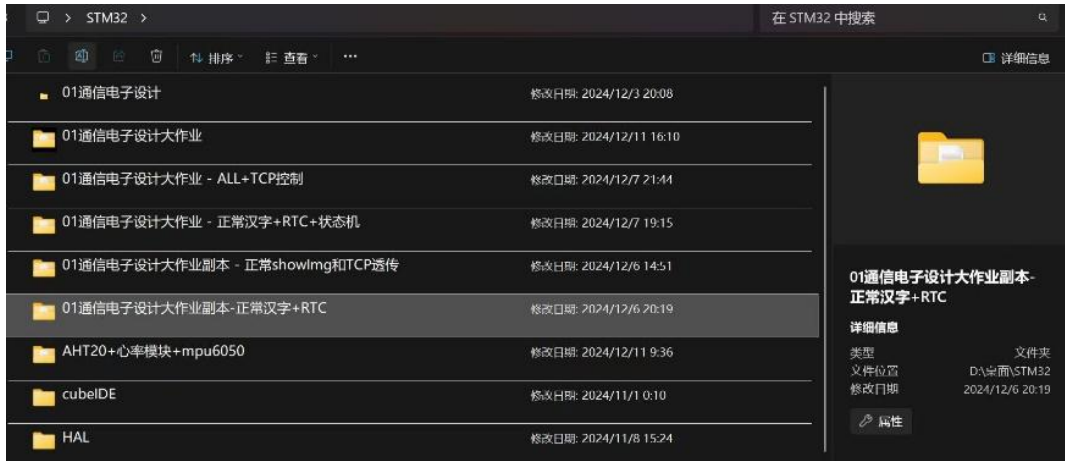 STM32
在 STM32 中搜索
排序
查看
详细信息
01通信电子设计
修改日期: 2024/12/3 20:08
01通信电子设计大作业
修改日期: 2024/12/11 16:10
01通信电子设计大作业 - ALL+TCP控制
修改日期: 2024/12/7 21:44
01通信电子设计大作业 - 正常汉字+RTC+状态机
修改日期: 2024/12/7 19:15
01通信电子设计大作业副本 - 正常showImg和TCP透传
修改日期: 2024/12/6 14:51
01通信电子设计大作业副本-正常汉字+RTC
修改日期: 2024/12/6 20:19
AHT20+心率模块+mpu6050
修改日期: 2024/12/11 9:36
cubeIDE
修改日期: 2024/11/1 0:10
HAL
修改日期: 2024/11/8 15:24
01通信电子设计大作业副本-
正常汉字+RTC
详细信息
类型 文件夹
文件位置 D:\桌面\STM32
修改日期 2024/12/6 20:19
属性